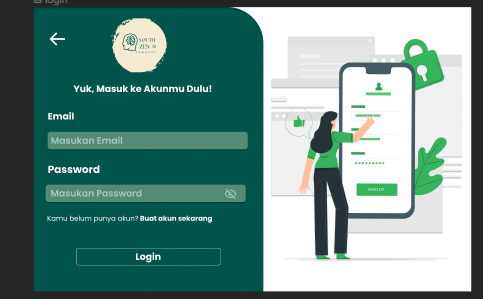 login
YOUTH
ZEN
Yuk, Masuk ke Akunmu Dulu!
Email
Masukan Email
Password
Masukan Password
Kamu belum punya akun? Buat akun sekarang
Login
SIGN UP